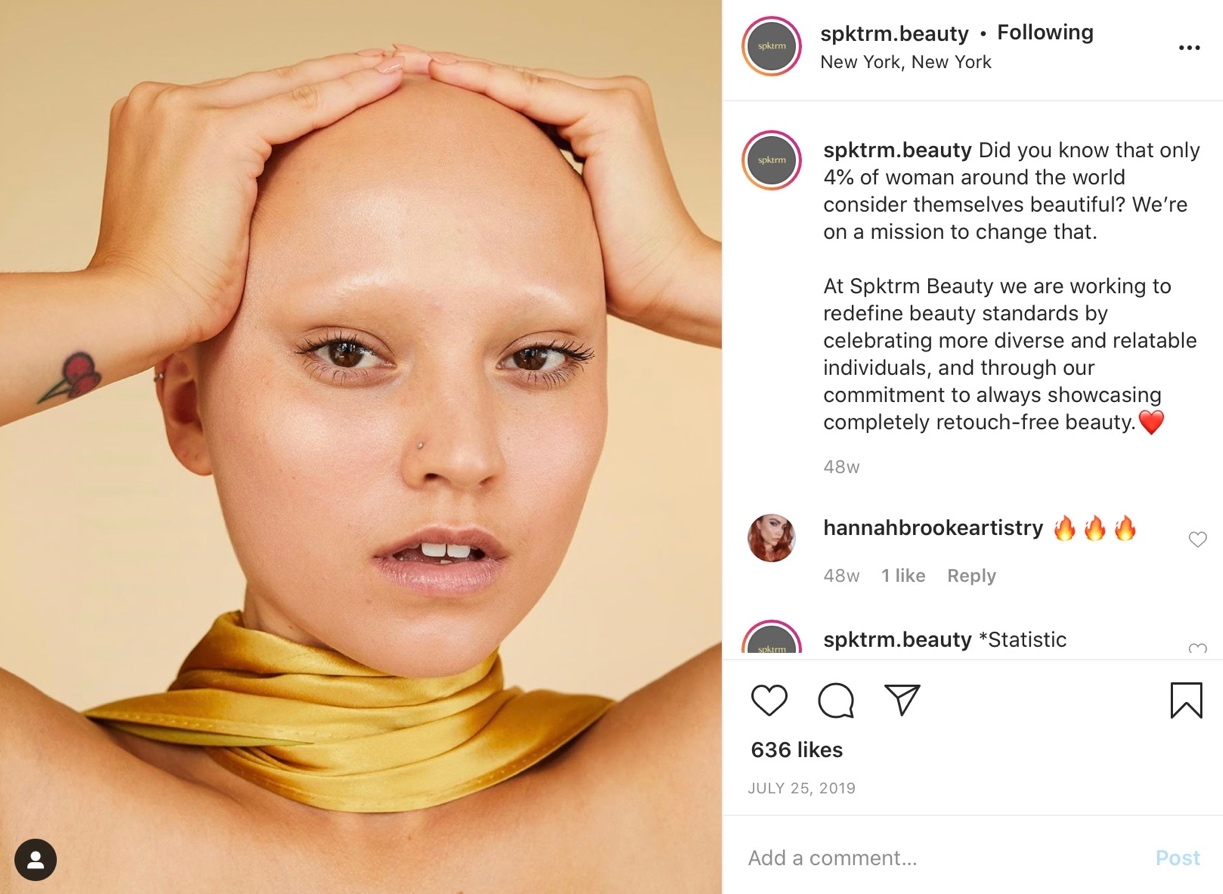 spktrm
spktrm.beauty • Following
New York, New York
spktrm
spktrm.beauty Did you know that only
4% of woman around the world
consider themselves beautiful? We’re
on a mission to change that.
At Spktrm Beauty we are working to
redefine beauty standards by
celebrating more diverse and relatable
individuals, and through our
commitment to always showcasing
completely retouch-free beauty.❤️
48w
hannahbrookeartistry 🔥🔥🔥
48w 1 like Reply
spktrm
spktrm.beauty *Statistic
636 likes
JULY 25, 2019
Add a comment... Post